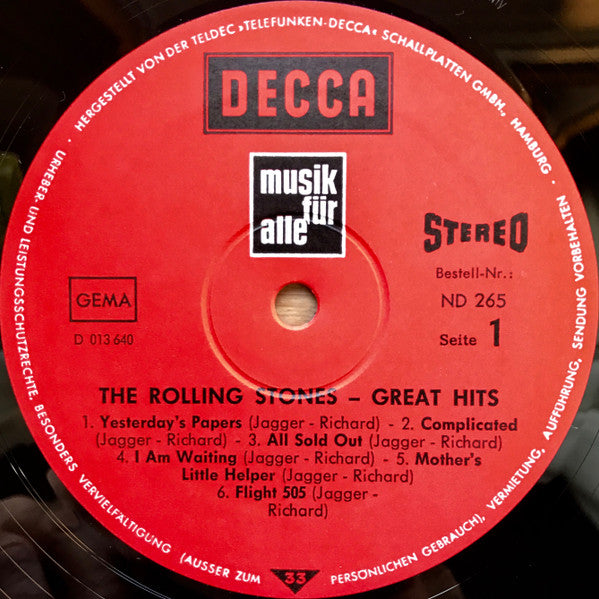 · HERGESTELLT VON DER TELDEC »TELEFUNKEN-DECCA« SCHALLPLATTEN GMBH., HAMBURG ·
DECCA
musik
für
alle
STEREO
Bestell-Nr.:
GEMA
ND 265
D 013 640
Seite 1
THE ROLLING STONES – GREAT HITS
1. Yesterday's Papers (Jagger - Richard) - 2. Complicated
(Jagger - Richard) - 3. All Sold Out (Jagger - Richard)
4. I Am Waiting (Jagger - Richard) - 5. Mother's
Little Helper (Jagger - Richard)
6. Flight 505 (Jagger -
Richard)
URHEBER- UND LEISTUNGSSCHUTZRECHTE, BESONDERS VERVIELFÄLTIGUNG (AUSSER ZUM PERSÖNLICHEN GEBRAUCH), VERMIETUNG, AUFFÜHRUNG, SENDUNG VORBEHALTEN
33